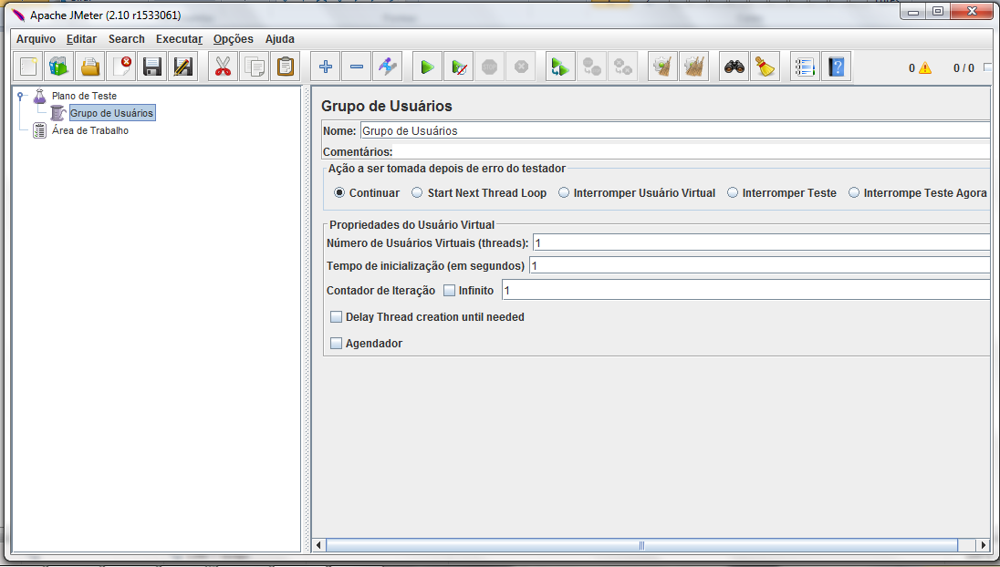 Apache JMeter (2.10 r1533061)
Arquivo Editar Search Executar Opções Ajuda
0 0 / 0
Plano de Teste
Grupo de Usuários
Área de Trabalho
Grupo de Usuários
Nome: Grupo de Usuários
Comentários:
Ação a ser tomada depois de erro do testador
Continuar Start Next Thread Loop Interromper Usuário Virtual Interromper Teste Interrompe Teste Agora
Propriedades do Usuário Virtual
Número de Usuários Virtuais (threads): 1
Tempo de inicialização (em segundos) 1
Contador de Iteração Infinito 1
Delay Thread creation until needed
Agendador